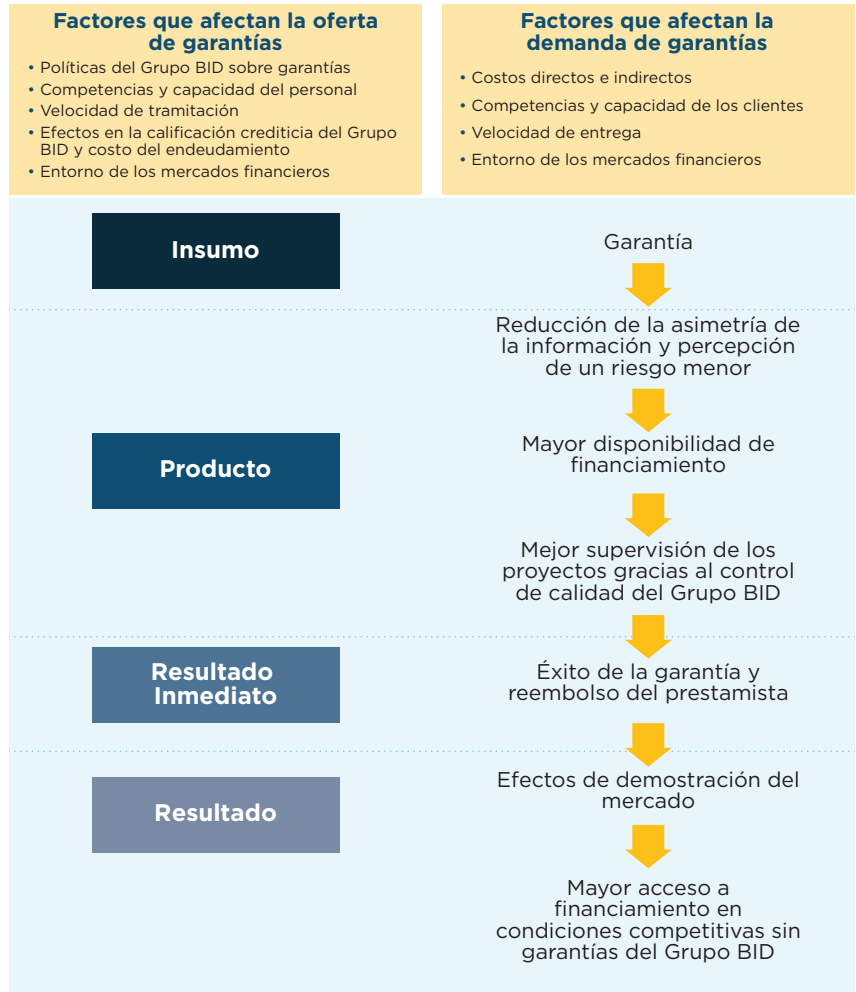 Factores que afectan la oferta
de garantías
• Políticas del Grupo BID sobre garantías
• Competencias y capacidad del personal
• Velocidad de tramitación
• Efectos en la calificación crediticia del Grupo
BID y costo del endeudamiento
• Entorno de los mercados financieros
Factores que afectan la
demanda de garantías
• Costos directos e indirectos
• Competencias y capacidad de los clientes
• Velocidad de entrega
• Entorno de los mercados financieros
Insumo
Garantía
Reducción de la asimetría de
la información y percepción
de un riesgo menor
Producto
Mayor disponibilidad de
financiamiento
Mejor supervisión de los
proyectos gracias al control
de calidad del Grupo BID
Resultado
Inmediato
Éxito de la garantía y
reembolso del prestamista
Resultado
Efectos de demostración del
mercado
Mayor acceso a
financiamiento en
condiciones competitivas sin
garantías del Grupo BID